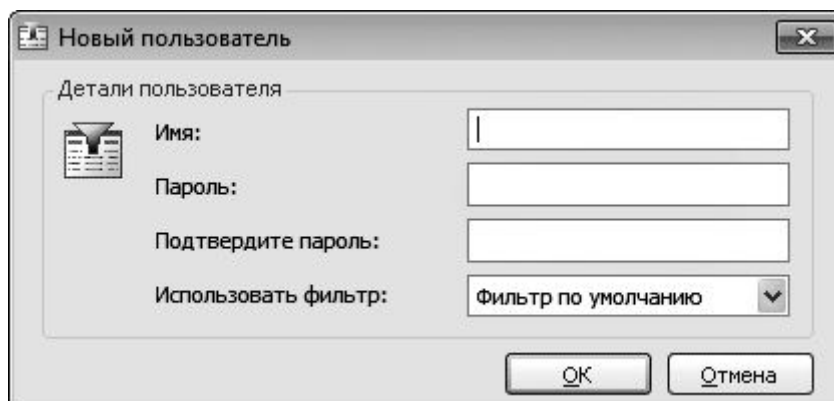 Новый пользователь
Детали пользователя
Имя:
Пароль:
Подтвердите пароль:
Использовать фильтр: Фильтр по умолчанию
OK Отмена